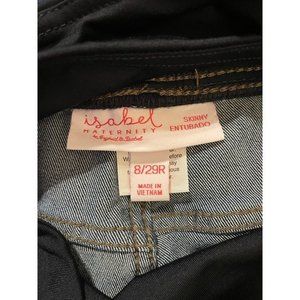 isabel
MATERNITY
by Ingrid & Isabel
SKINNY
ENTUBADO
8/29R
MADE IN
VIETNAM